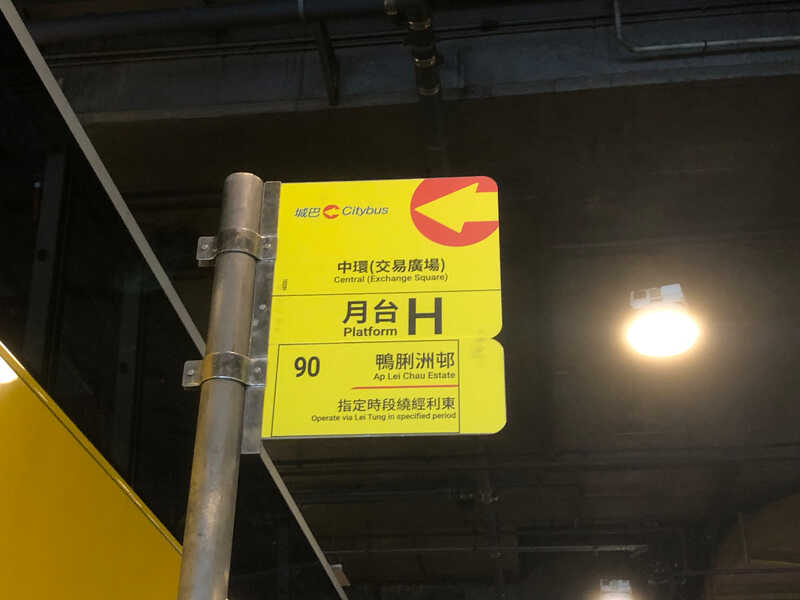 城巴 Citybus
中環(交易廣場)
Central (Exchange Square)
月台 H
Platform
90 鴨脷洲邨
Ap Lei Chau Estate
指定時段繞經利東
Operate via Lei Tung in specified period